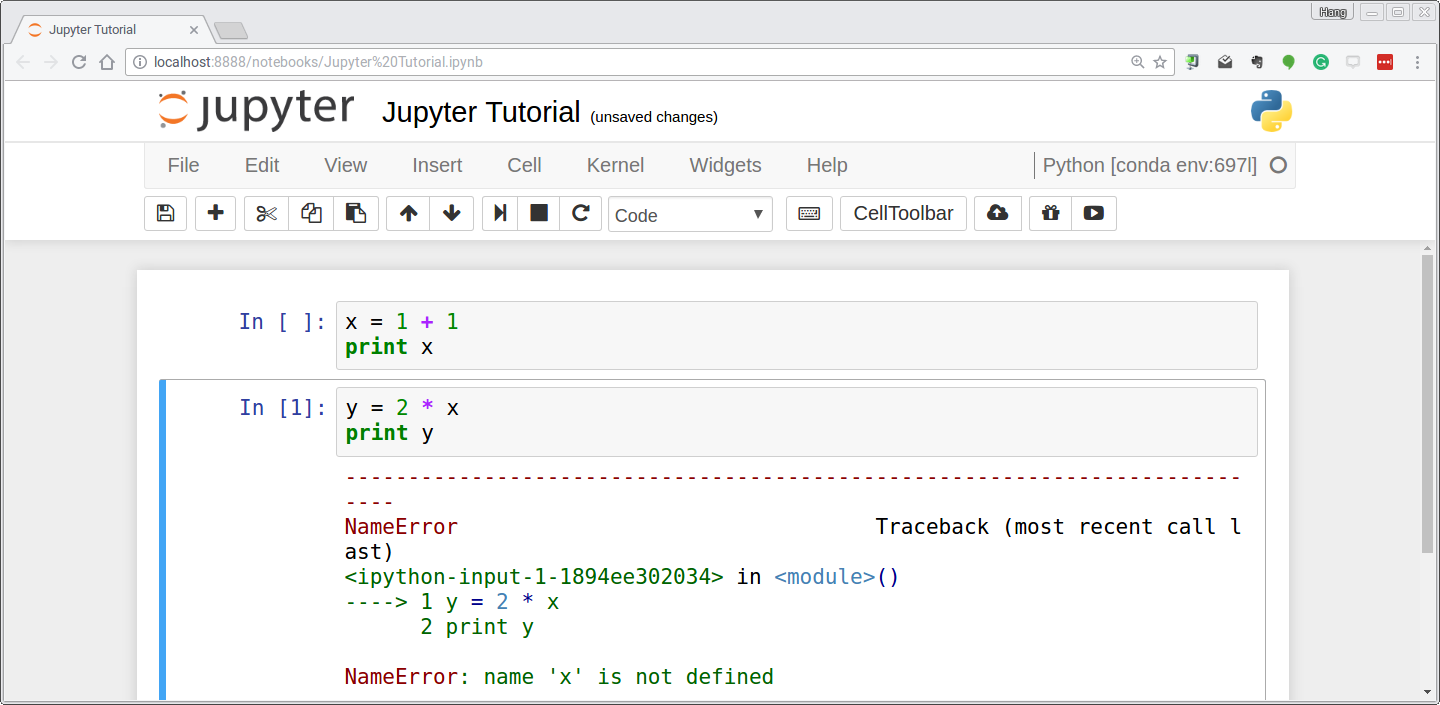 Hang
Jupyter Tutorial
localhost:8888/notebooks/Jupyter%20Tutorial.ipynb
jupyter Jupyter Tutorial (unsaved changes)
File Edit View Insert Cell Kernel Widgets Help Python [conda env:697l]
Code CellToolbar
In [ ]: x = 1 + 1
print x
In [1]: y = 2 * x
print y
-----------------------------------------------------------------------
----
NameError Traceback (most recent call l
ast)
<ipython-input-1-1894ee302034> in <module>()
----> 1 y = 2 * x
2 print y
NameError: name 'x' is not defined